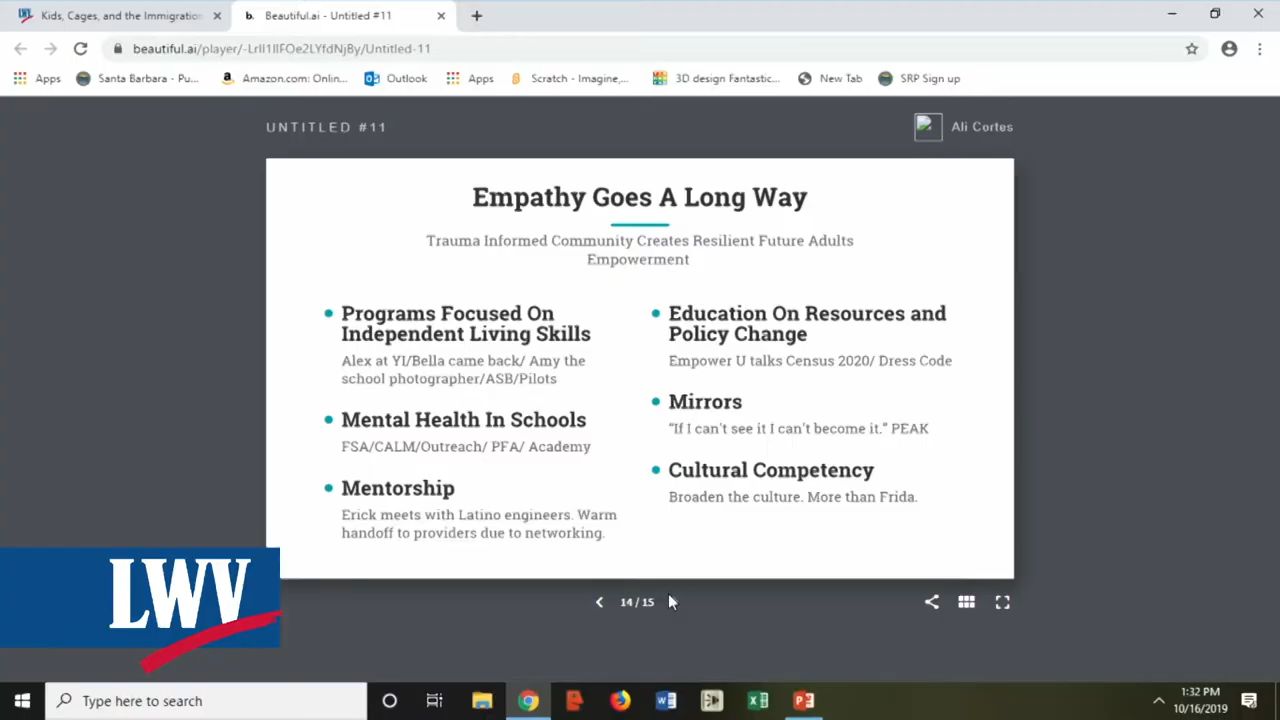 Kids, Cages, and the Immigration
b. Beautiful.ai - Untitled #11
beautiful.ai/player/-LrlI1IIFOe2LYfdNjBy/Untitled-11
Apps
Santa Barbara - Pu...
Amazon.com: Onlin...
Outlook
Apps
Scratch - Imagine,...
3D design Fantastic...
New Tab
SRP Sign up
UNTITLED #11
Ali Cortes
Empathy Goes A Long Way
Trauma Informed Community Creates Resilient Future Adults
Empowerment
Programs Focused On
Independent Living Skills
Alex at YI/Bella came back/ Amy the
school photographer/ASB/Pilots
Mental Health In Schools
FSA/CALM/Outreach/ PFA/ Academy
Mentorship
Erick meets with Latino engineers. Warm
handoff to providers due to networking.
Education On Resources and
Policy Change
Empower U talks Census 2020/ Dress Code
Mirrors
"If I can't see it I can't become it." PEAK
Cultural Competency
Broaden the culture. More than Frida.
LWV
14 / 15
Type here to search
1:32 PM
10/16/2019